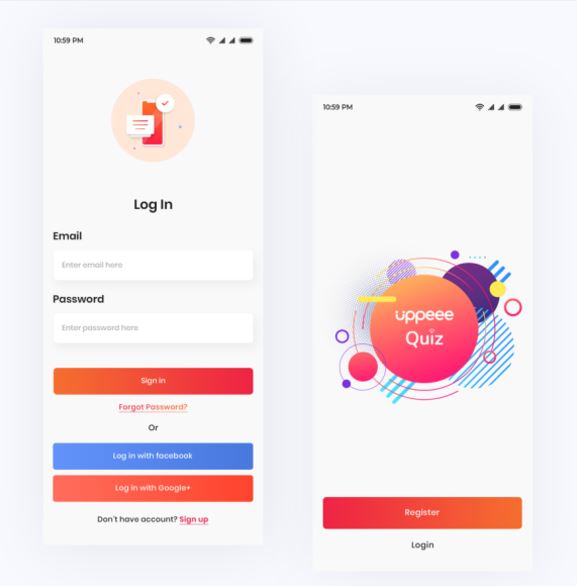 10:59 PM
Log In
Email
Enter email here
Password
Enter password here
Sign in
Forgot Password?
Or
Log in with facebook
Log in with Google+
Don't have account? Sign up
10:59 PM
uppeee
Quiz
Register
Login